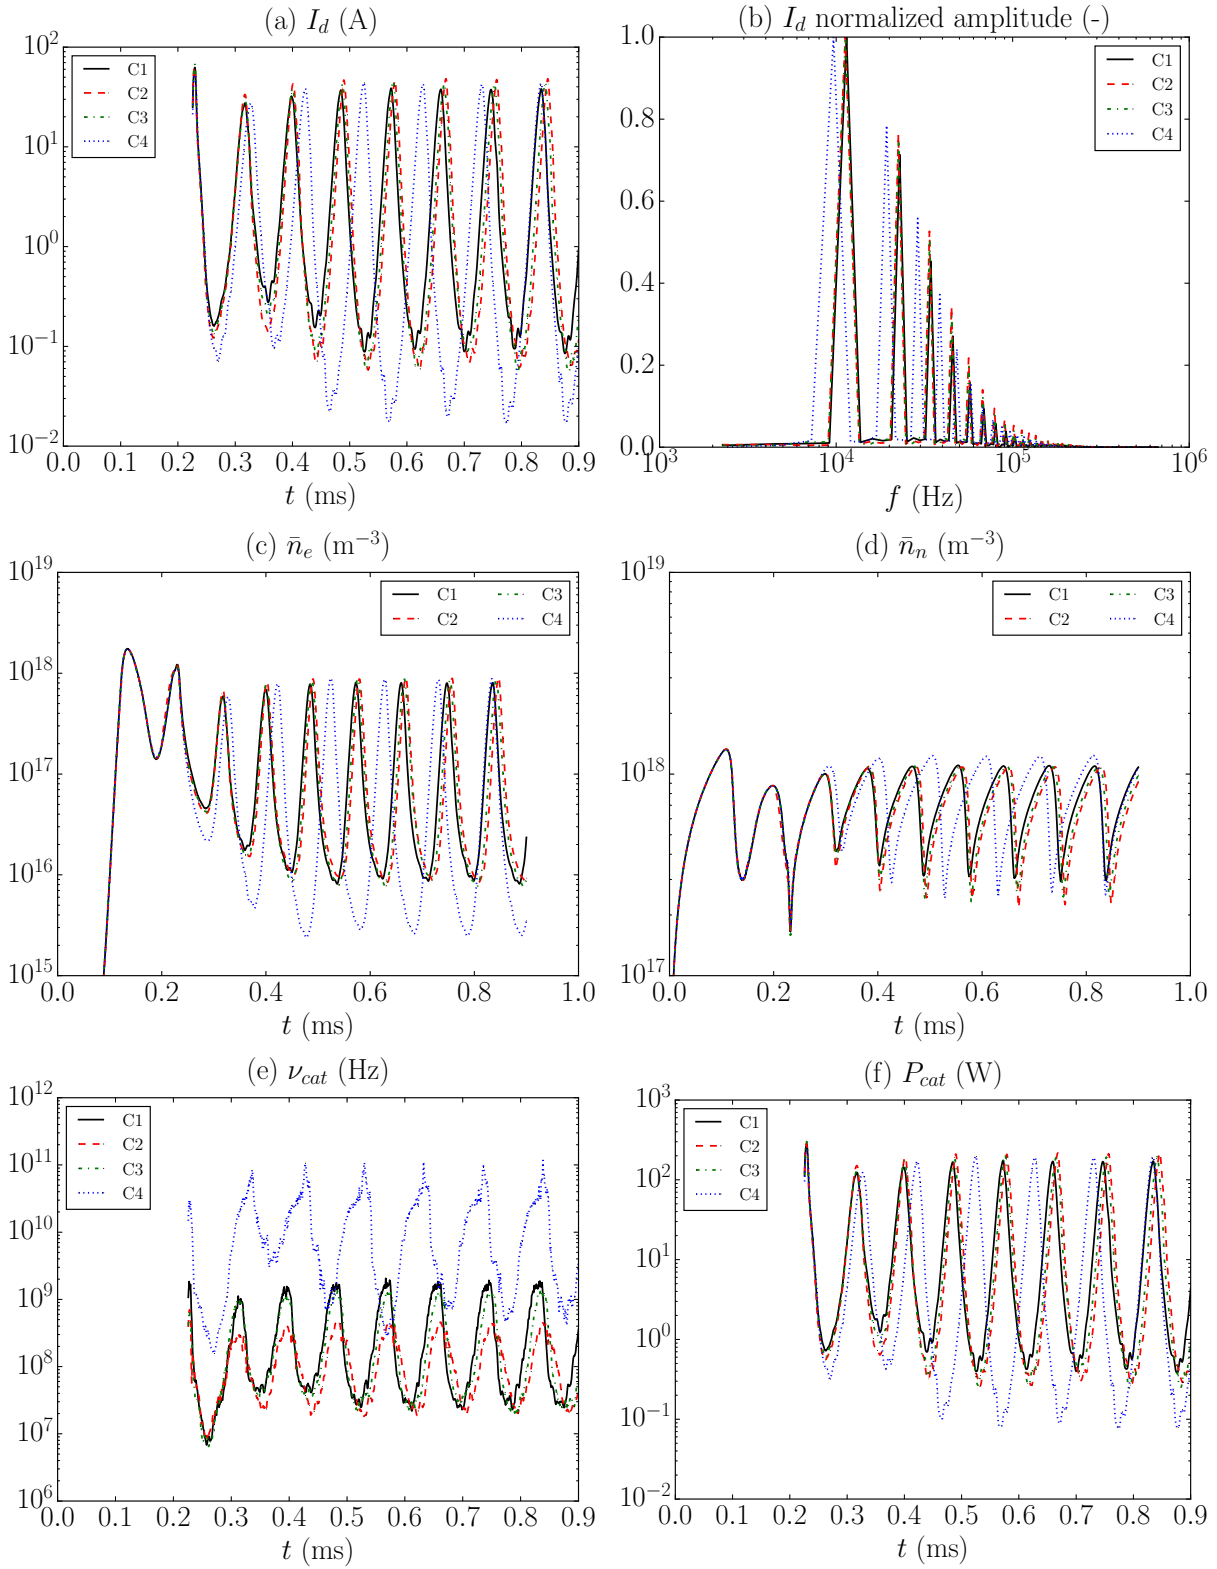 (a) I_d (A)
10^2
10^1
10^0
10^-1
10^-2
C1
C2
C3
C4
0.0 0.1 0.2 0.3 0.4 0.5 0.6 0.7 0.8 0.9
t (ms)
(b) I_d normalized amplitude (-)
1.0
0.8
0.6
0.4
0.2
0.0
C1
C2
C3
C4
10^3 10^4 10^5 10^6
f (Hz)
(c) n̄_e (m^−3)
10^19
10^18
10^17
10^16
10^15
C1 C3
C2 C4
0.0 0.2 0.4 0.6 0.8 1.0
t (ms)
(d) n̄_n (m^−3)
10^19
10^18
10^17
C1 C3
C2 C4
0.0 0.2 0.4 0.6 0.8 1.0
t (ms)
(e) ν_cat (Hz)
10^12
10^11
10^10
10^9
10^8
10^7
10^6
C1
C2
C3
C4
0.0 0.1 0.2 0.3 0.4 0.5 0.6 0.7 0.8 0.9
t (ms)
(f) P_cat (W)
10^3
10^2
10^1
10^0
10^-1
10^-2
C1
C2
C3
C4
0.0 0.1 0.2 0.3 0.4 0.5 0.6 0.7 0.8 0.9
t (ms)